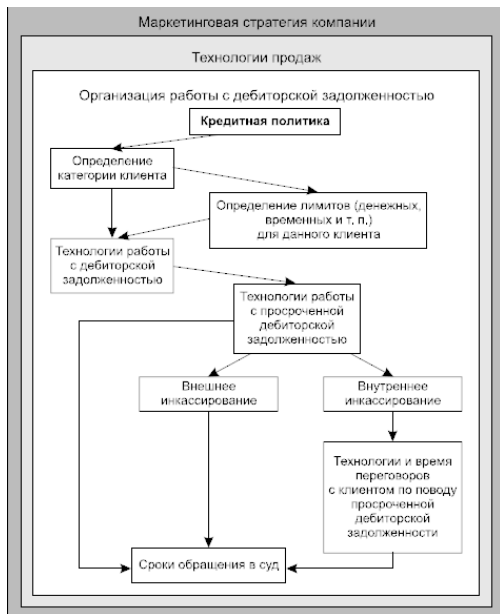 Маркетинговая стратегия компании
Технологии продаж
Организация работы с дебиторской задолженностью
Кредитная политика
Определение
категории клиента
Определение лимитов (денежных,
временных и т, п,)
для данного клиента
Технологии работы
с дебиторской
задолженностью
Технологии работы
с просроченной
дебиторской
задолженностью
Внешнее
инкассирование
Внутреннее
инкассирование
Технологии и время
переговоров
с клиентом по поводу
просроченной
дебиторской
задолженности
Сроки обращения в суд